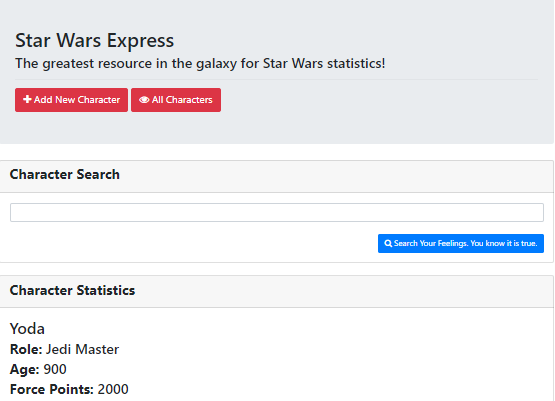 Star Wars Express
The greatest resource in the galaxy for Star Wars statistics!
Add New Character All Characters
Character Search
Search Your Feelings. You know it is true.
Character Statistics
Yoda
Role: Jedi Master
Age: 900
Force Points: 2000